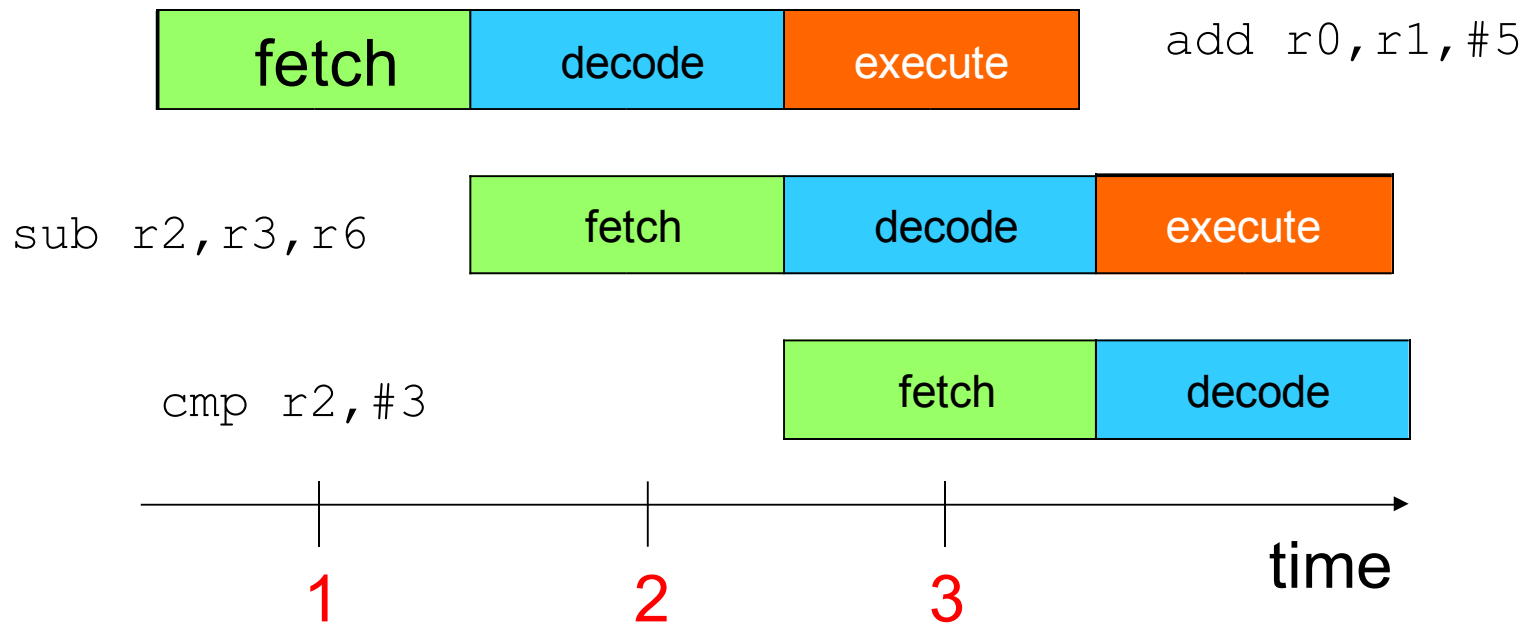 fetch decode execute add r0,r1,#5
sub r2,r3,r6 fetch decode execute
cmp r2,#3 fetch decode
time
1 2 3